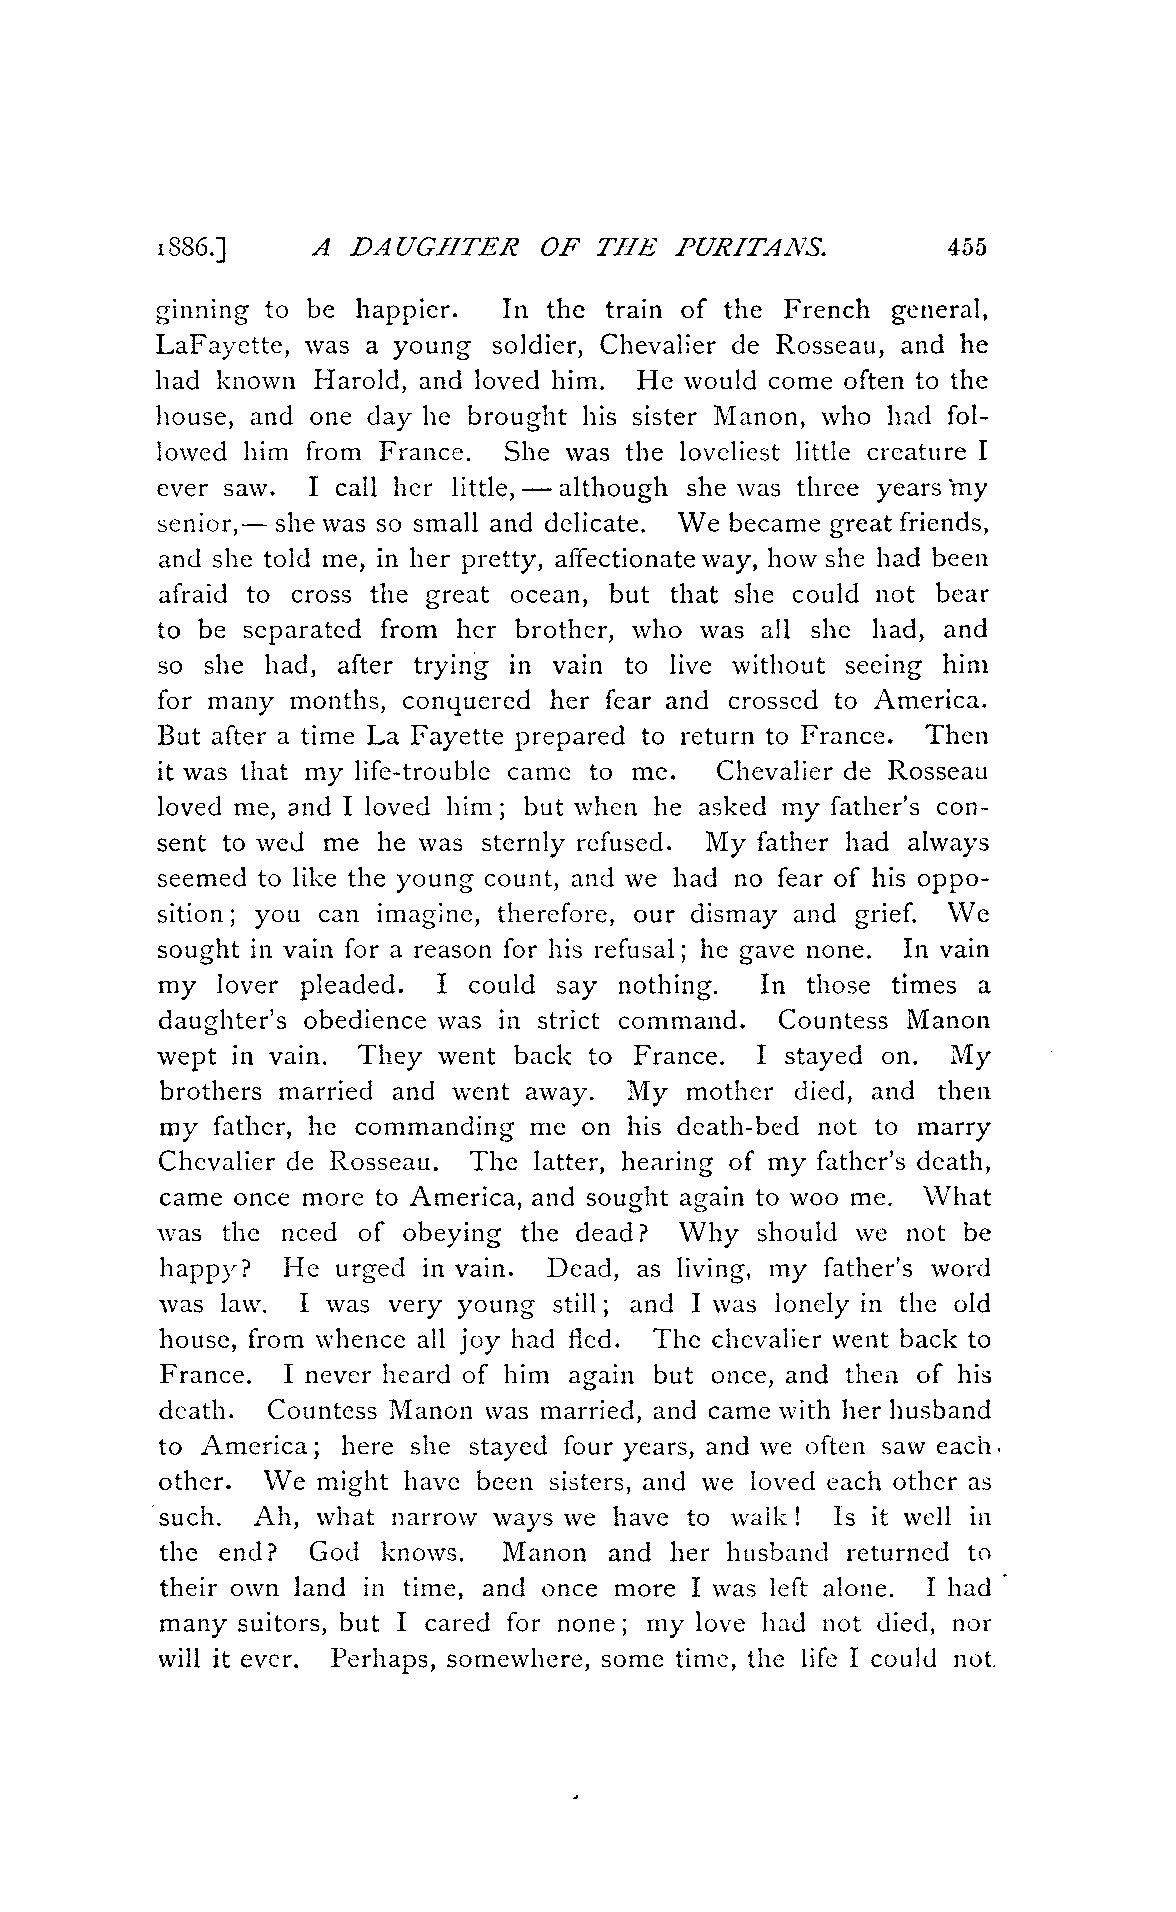 1886.] A DAUGHTER OF THE PURITANS. 455
ginning to be happier. In the train of the French general,
LaFayette, was a young soldier, Chevalier de Rosseau, and he
had known Harold, and loved him. He would come often to the
house, and one day he brought his sister Manon, who had fol-
lowed him from France. She was the loveliest little creature I
ever saw. I call her little, — although she was three years my
senior,— she was so small and delicate. We became great friends,
and she told me, in her pretty, affectionate way, how she had been
afraid to cross the great ocean, but that she could not bear
to be separated from her brother, who was all she had, and
so she had, after trying in vain to live without seeing him
for many months, conquered her fear and crossed to America.
But after a time La Fayette prepared to return to France. Then
it was that my life-trouble came to me. Chevalier de Rosseau
loved me, and I loved him; but when he asked my father's con-
sent to wed me he was sternly refused. My father had always
seemed to like the young count, and we had no fear of his oppo-
sition; you can imagine, therefore, our dismay and grief. We
sought in vain for a reason for his refusal; he gave none. In vain
my lover pleaded. I could say nothing. In those times a
daughter's obedience was in strict command. Countess Manon
wept in vain. They went back to France. I stayed on. My
brothers married and went away. My mother died, and then
my father, he commanding me on his death-bed not to marry
Chevalier de Rosseau. The latter, hearing of my father's death,
came once more to America, and sought again to woo me. What
was the need of obeying the dead? Why should we not be
happy? He urged in vain. Dead, as living, my father's word
was law. I was very young still; and I was lonely in the old
house, from whence all joy had fled. The chevalier went back to
France. I never heard of him again but once, and then of his
death. Countess Manon was married, and came with her husband
to America; here she stayed four years, and we often saw each
other. We might have been sisters, and we loved each other as
such. Ah, what narrow ways we have to walk! Is it well in
the end? God knows. Manon and her husband returned to
their own land in time, and once more I was left alone. I had
many suitors, but I cared for none; my love had not died, nor
will it ever. Perhaps, somewhere, some time, the life I could not